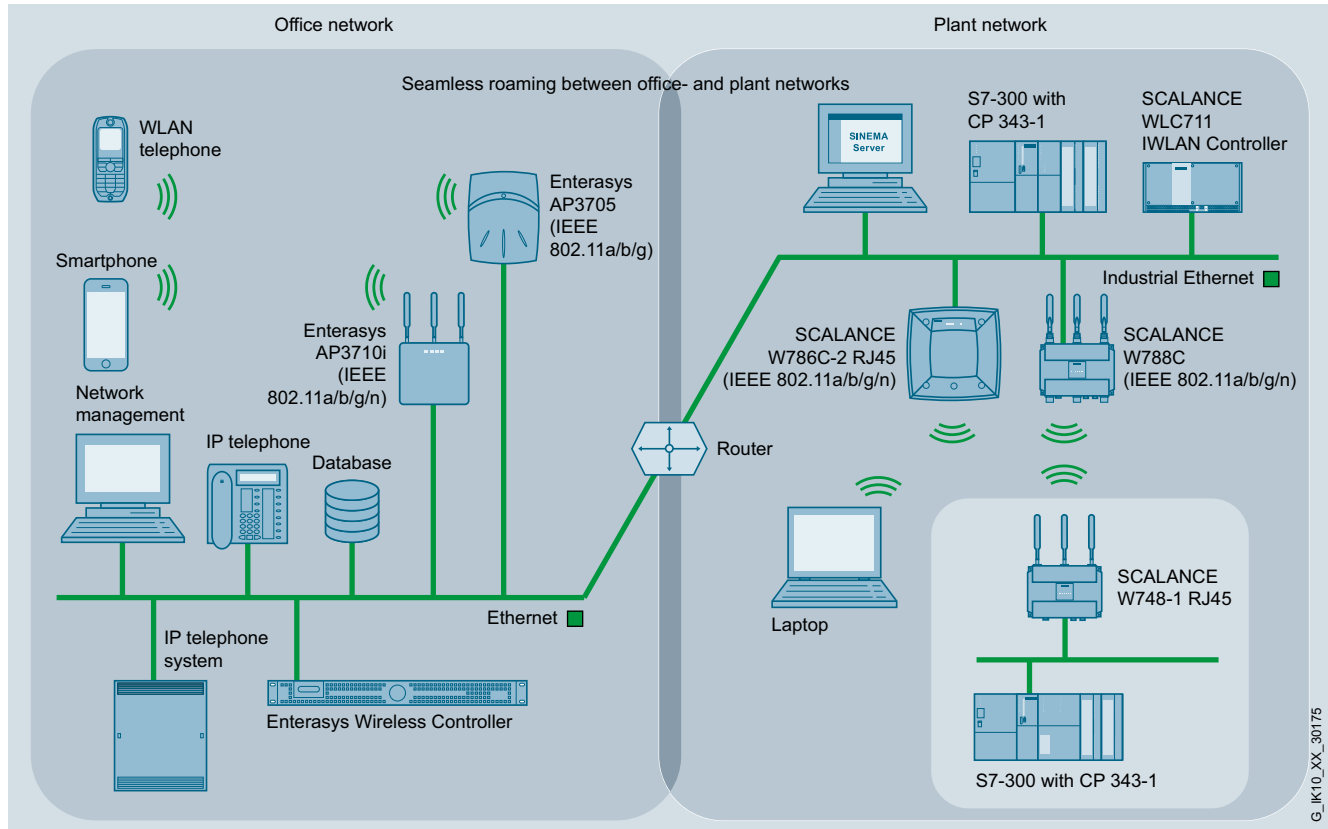 Office network
Plant network
Seamless roaming between office- and plant networks
WLAN
telephone
Enterasys
AP3705
(IEEE
802.11a/b/g)
Smartphone
Enterasys
AP3710i
(IEEE
802.11a/b/g/n)
Network
management
IP telephone
Database
Ethernet
IP telephone
system
Enterasys Wireless Controller
Router
SINEMA
Server
S7-300 with
CP 343-1
SCALANCE
WLC711
IWLAN Controller
Industrial Ethernet
SCALANCE
W786C-2 RJ45
(IEEE 802.11a/b/g/n)
SCALANCE
W788C
(IEEE 802.11a/b/g/n)
Laptop
SCALANCE
W748-1 RJ45
S7-300 with CP 343-1
G_IK10_XX_30175